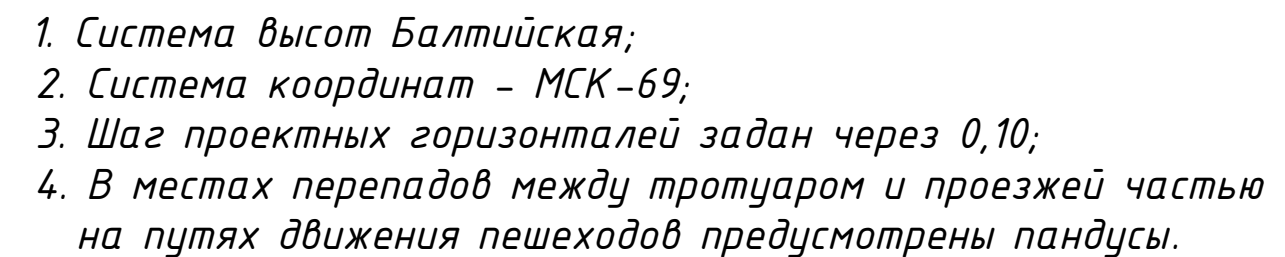 1. Система высот Балтийская;
2. Система координат - МСК-69;
3. Шаг проектных горизонталей задан через 0,10;
4. В местах перепадов между тротуаром и проезжей частью
на путях движения пешеходов предусмотрены пандусы.